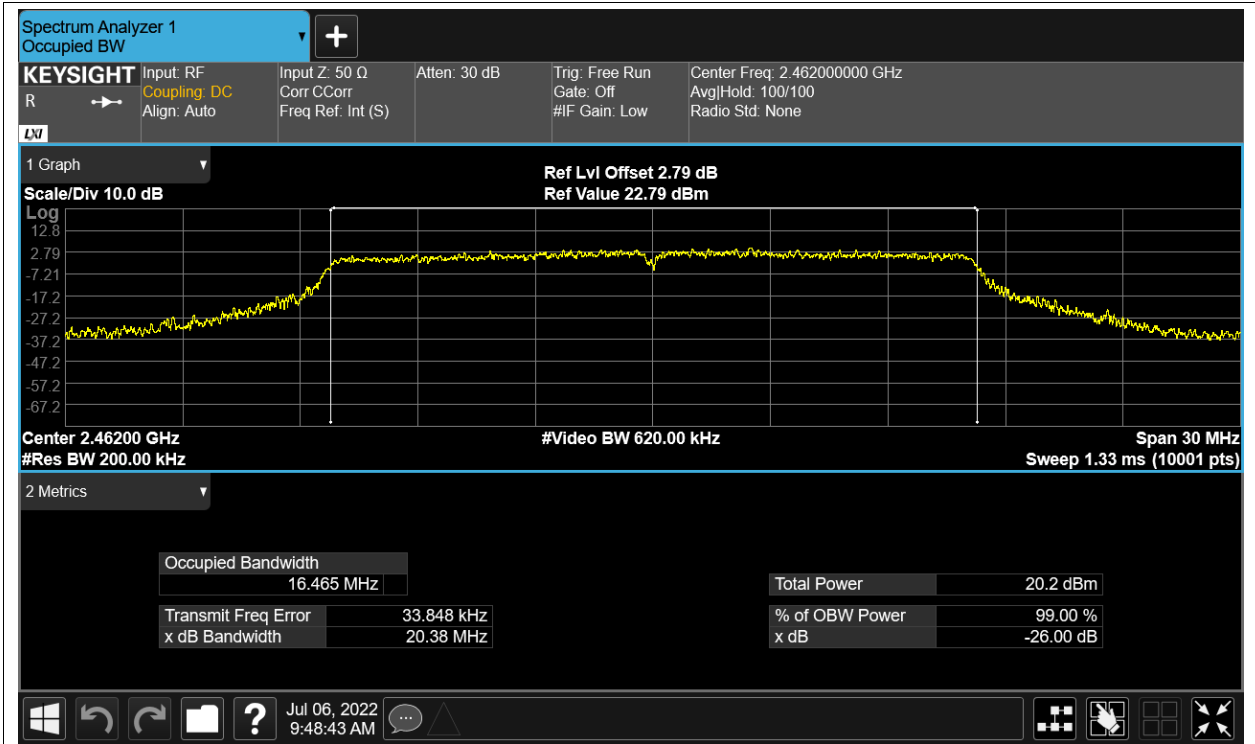 Spectrum Analyzer 1
Occupied BW
▼
+
KEYSIGHT
R
LXI
Input: RF
Coupling: DC
Align: Auto
Input Z: 50 Ω
Corr CCorr
Freq Ref: Int (S)
Atten: 30 dB
Trig: Free Run
Gate: Off
#IF Gain: Low
Center Freq: 2.462000000 GHz
Avg|Hold: 100/100
Radio Std: None
1 Graph ▼
Scale/Div 10.0 dB
Ref Lvl Offset 2.79 dB
Ref Value 22.79 dBm
Log
12.8
2.79
-7.21
-17.2
-27.2
-37.2
-47.2
-57.2
-67.2
Center 2.46200 GHz
#Res BW 200.00 kHz
#Video BW 620.00 kHz
Span 30 MHz
Sweep 1.33 ms (10001 pts)
2 Metrics ▼
Occupied Bandwidth
16.465 MHz
Transmit Freq Error 33.848 kHz
x dB Bandwidth 20.38 MHz
Total Power 20.2 dBm
% of OBW Power 99.00 %
x dB -26.00 dB
?
Jul 06, 2022
9:48:43 AM